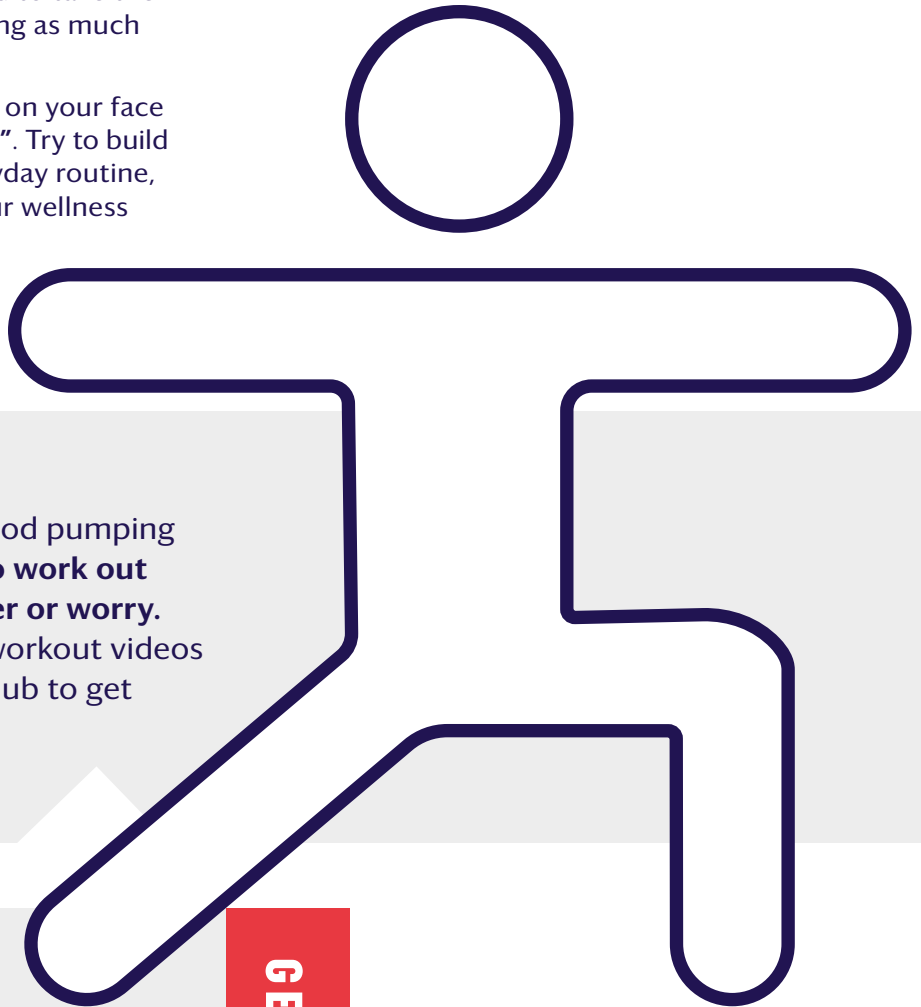 ng as much
on your face
”. Try to build
yday routine,
ur wellness
od pumping
o work out
er or worry.
workout videos
ub to get
GE